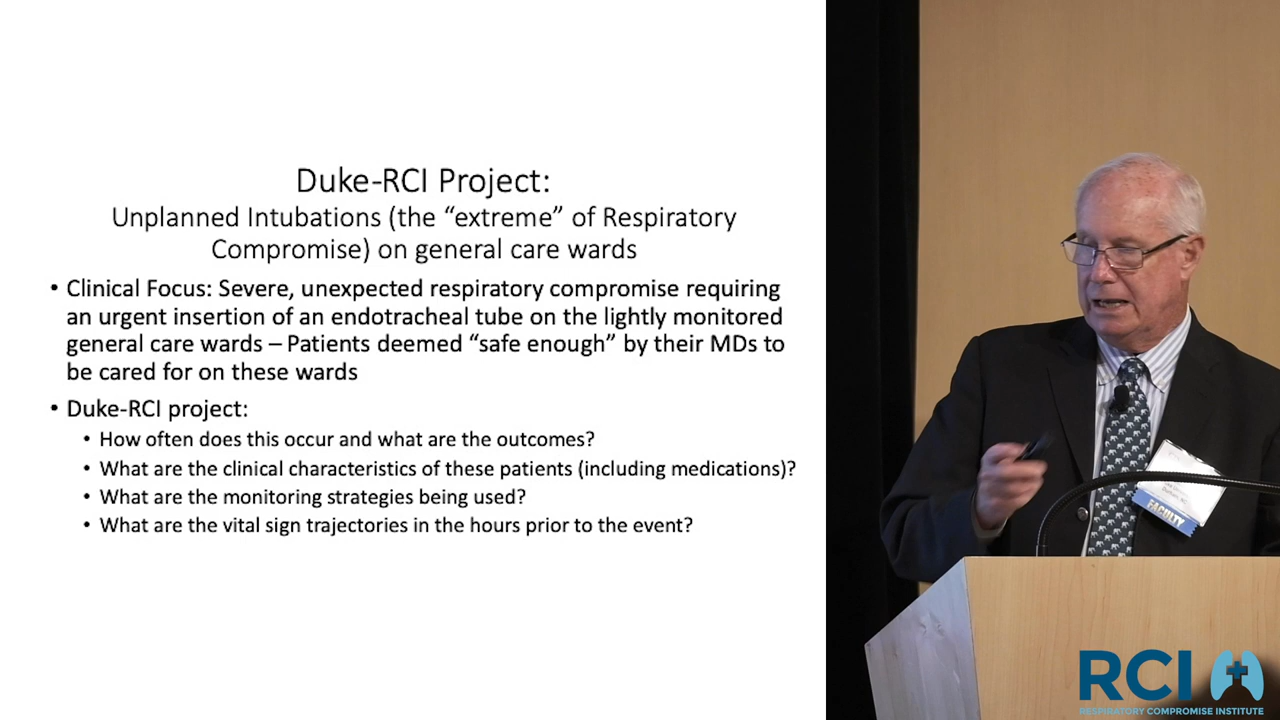 Duke-RCI Project:
Unplanned Intubations (the “extreme” of Respiratory
Compromise) on general care wards
• Clinical Focus: Severe, unexpected respiratory compromise requiring
an urgent insertion of an endotracheal tube on the lightly monitored
general care wards – Patients deemed “safe enough” by their MDs to
be cared for on these wards
• Duke-RCI project:
• How often does this occur and what are the outcomes?
• What are the clinical characteristics of these patients (including medications)?
• What are the monitoring strategies being used?
• What are the vital sign trajectories in the hours prior to the event?
FACULTY
RCI
RESPIRATORY COMPROMISE INSTITUTE